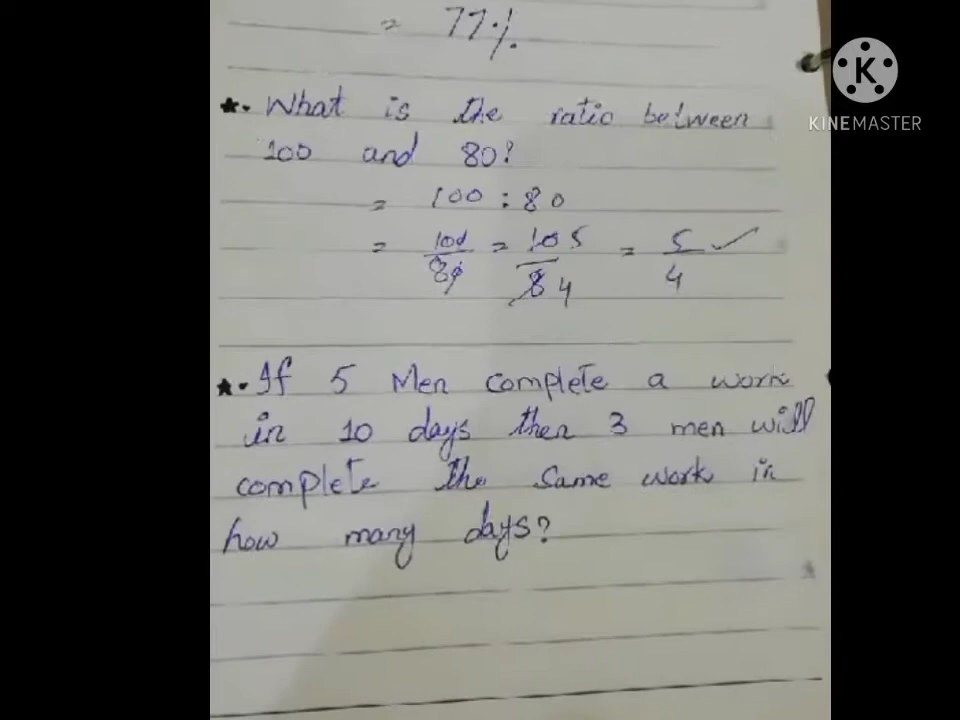 = 77%.
K
KINEMASTER
★. What is the ratio between
100 and 80?
= 100 : 80
= 100/80 = 10 5/8 4 = 5/4 ✓
★. If 5 Men complete a work
in 10 days then 3 men will
complete the same work in
how many days?